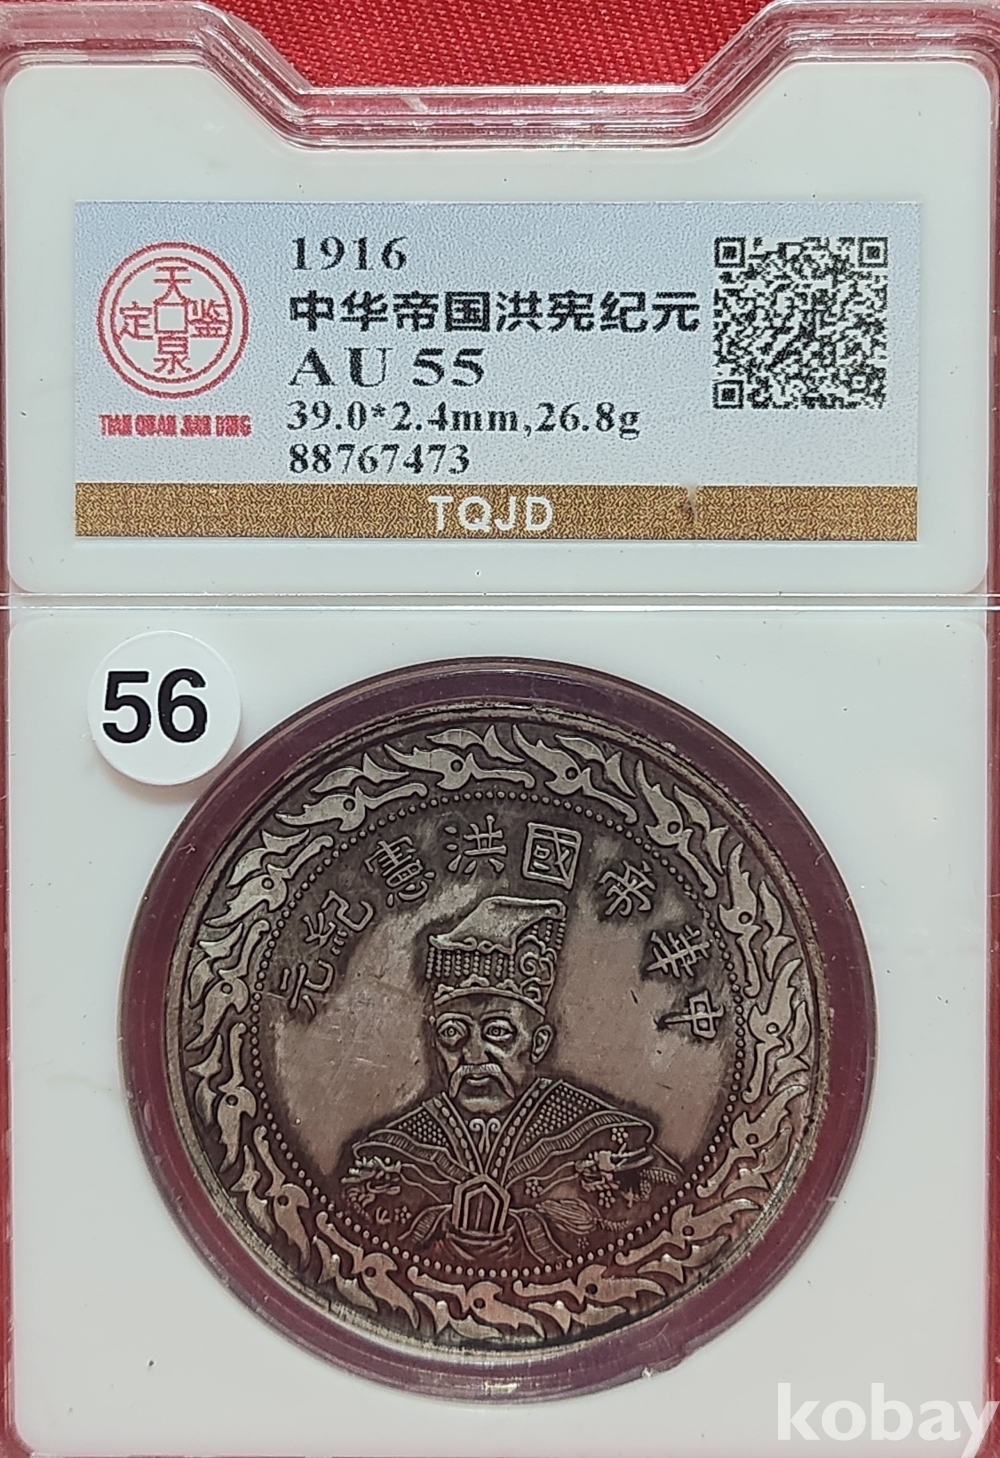 天
定 鉴
泉
TIAN QUAN JIAN DING
1916
中华帝国洪宪纪元
AU 55
39.0*2.4mm,26.8g
88767473
TQJD
56
中華帝國洪憲紀元
kobay